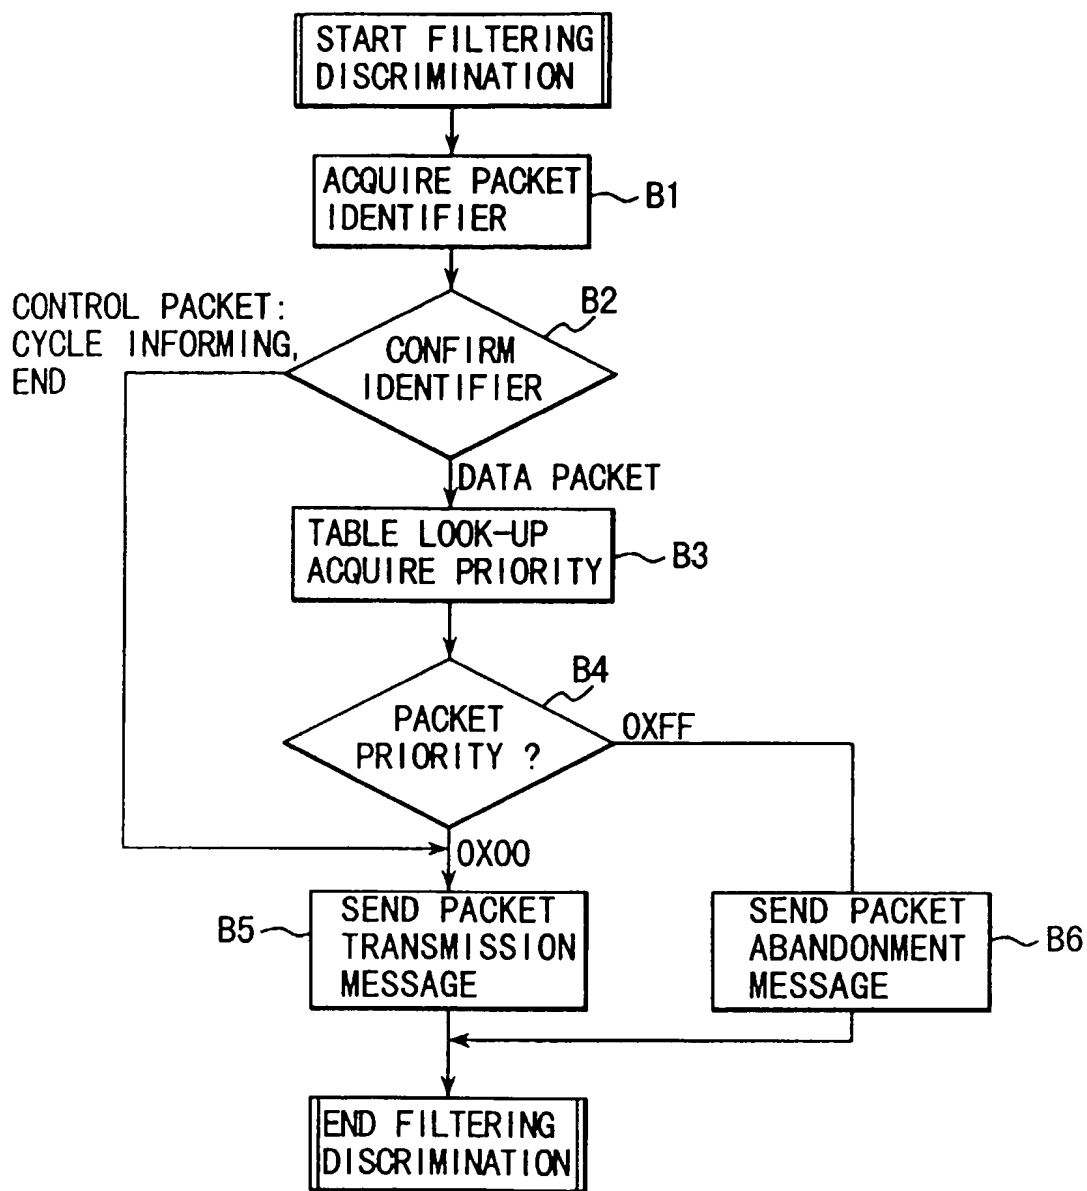 START FILTERING
DISCRIMINATION
ACQUIRE PACKET
IDENTIFIER
B1
CONTROL PACKET:
CYCLE INFORMING,
END
B2
CONFIRM
IDENTIFIER
DATA PACKET
TABLE LOOK-UP
ACQUIRE PRIORITY
B3
B4
PACKET
PRIORITY ?
0XFF
0X00
B5
SEND PACKET
TRANSMISSION
MESSAGE
SEND PACKET
ABANDONMENT
MESSAGE
B6
END FILTERING
DISCRIMINATION